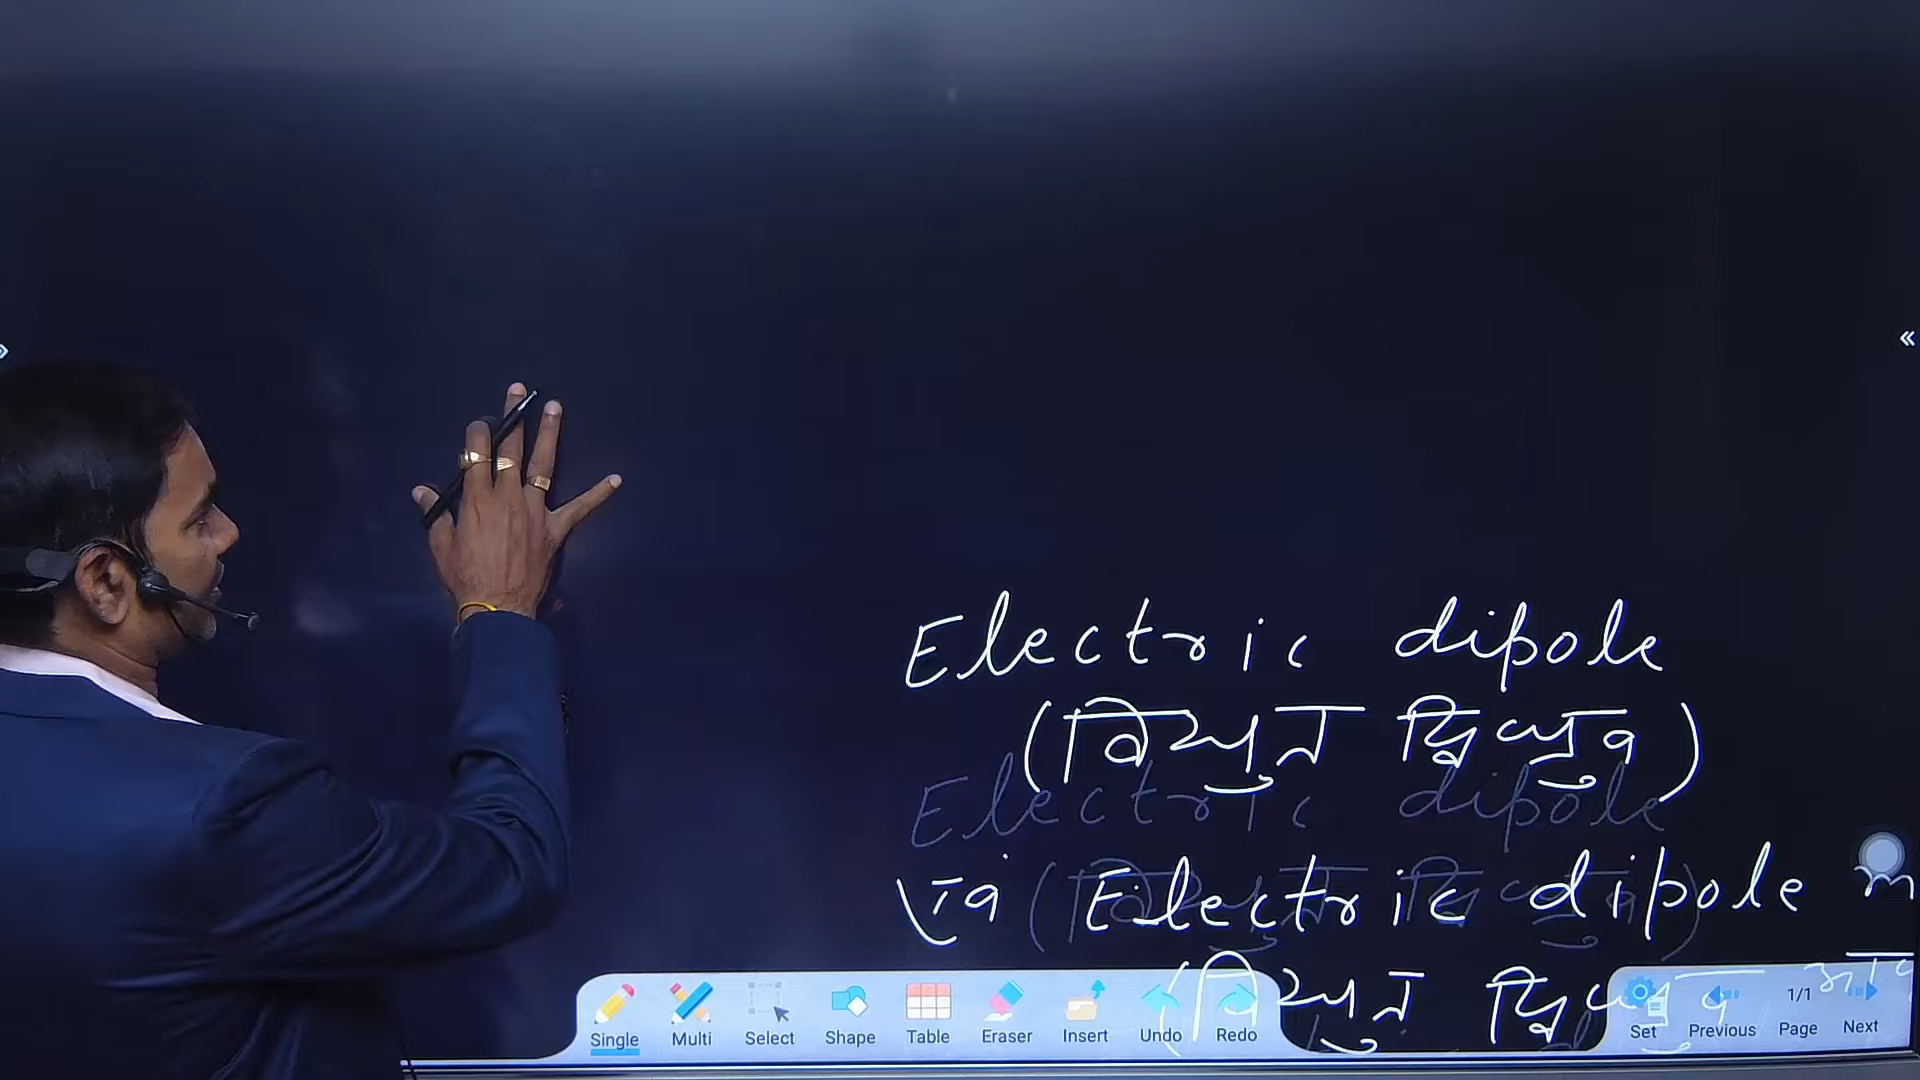 Electric dipole
(विद्युत द्विध्रुव)
एवं Electric dipole m
(विद्युत द्विध्रुव
Single Multi Select Shape Table Eraser Insert Undo Redo
Set Previous 1/1 Page Next